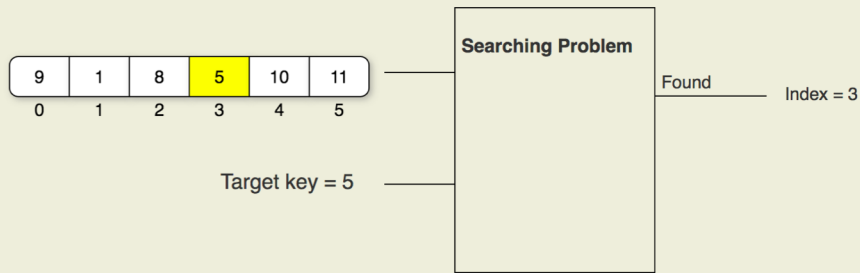 9 1 8 5 10 11
0 1 2 3 4 5
Searching Problem
Found
Index = 3
Target key = 5